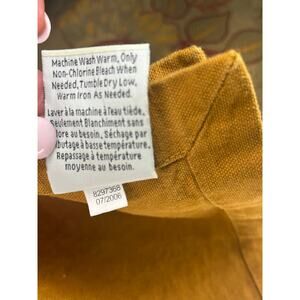 Machine Wash Warm, Only
Non-Chlorine Bleach When
Needed, Tumble Dry Low,
Warm Iron As Needed.
Laver à la machine à l'eau tiède.
Seulement Blanchiment sans
lore au besoin. Séchage par
butage à basse température.
Repassage à température
moyenne au besoin.
8297368
07/2006